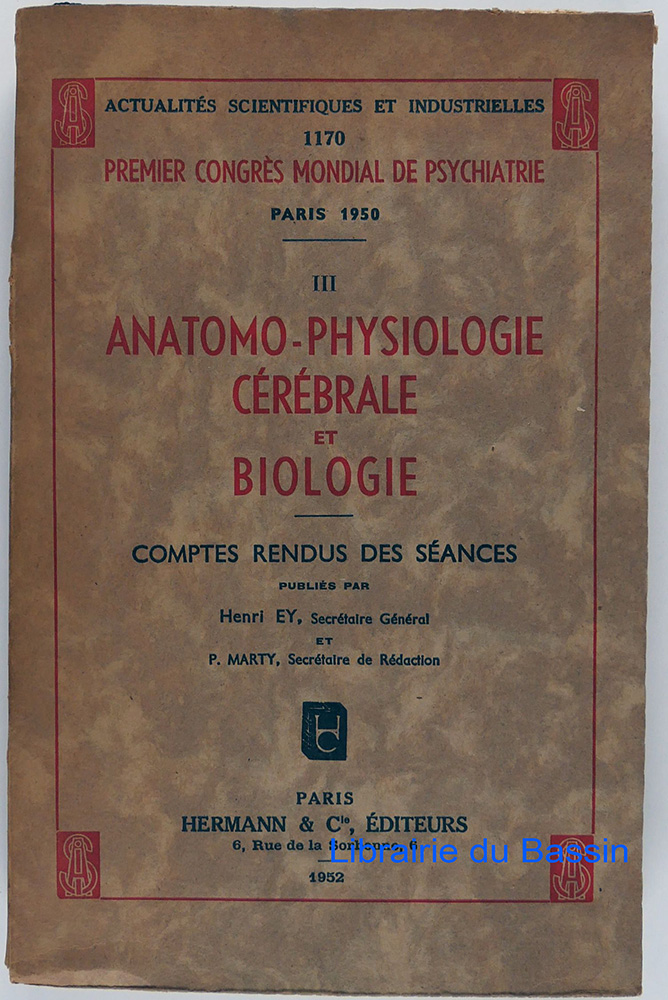 ACTUALITÉS SCIENTIFIQUES ET INDUSTRIELLES
1170
PREMIER CONGRÈS MONDIAL DE PSYCHIATRIE
PARIS 1950
III
ANATOMO-PHYSIOLOGIE
CÉRÉBRALE
ET
BIOLOGIE
COMPTES RENDUS DES SÉANCES
PUBLIÉS PAR
Henri EY, Secrétaire Général
ET
P. MARTY, Secrétaire de Rédaction
HC
PARIS
HERMANN & Cie, ÉDITEURS
6, Rue de la Sorbonne, 6
Librairie du Bassin
1952